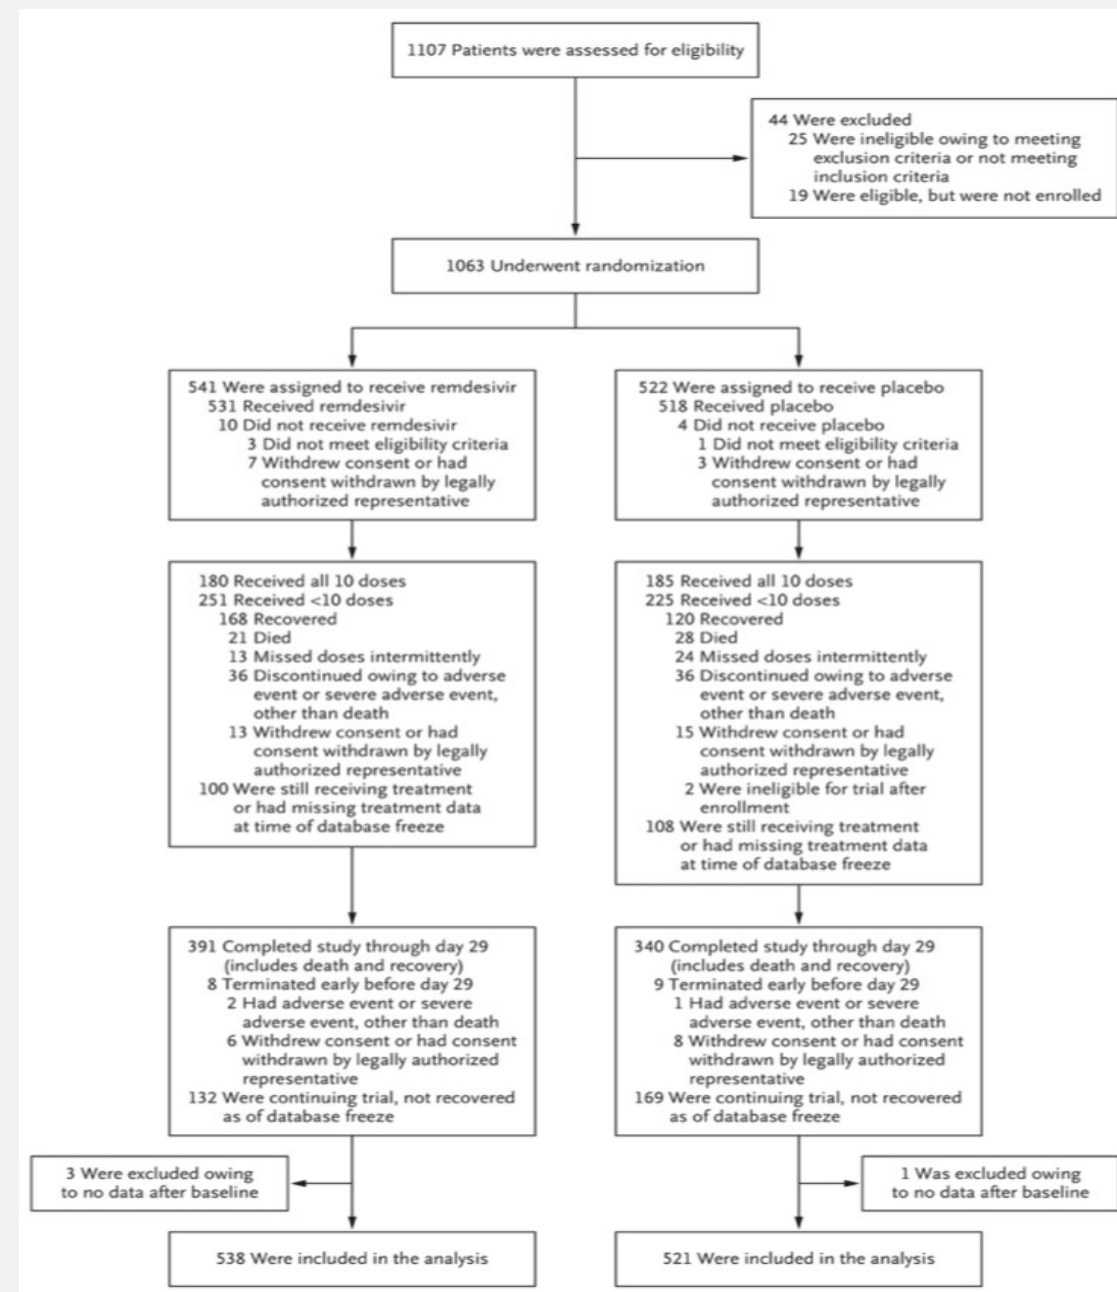 1107 Patients were assessed for eligibility
44 Were excluded
25 Were ineligible owing to meeting
exclusion criteria or not meeting
inclusion criteria
19 Were eligible, but were not enrolled
1063 Underwent randomization
541 Were assigned to receive remdesivir
531 Received remdesivir
10 Did not receive remdesivir
3 Did not meet eligibility criteria
7 Withdrew consent or had
consent withdrawn by legally
authorized representative
522 Were assigned to receive placebo
518 Received placebo
4 Did not receive placebo
1 Did not meet eligibility criteria
3 Withdrew consent or had
consent withdrawn by legally
authorized representative
180 Received all 10 doses
251 Received <10 doses
168 Recovered
21 Died
13 Missed doses intermittently
36 Discontinued owing to adverse
event or severe adverse event,
other than death
13 Withdrew consent or had
consent withdrawn by legally
authorized representative
100 Were still receiving treatment
or had missing treatment data
at time of database freeze
185 Received all 10 doses
225 Received <10 doses
120 Recovered
28 Died
24 Missed doses intermittently
36 Discontinued owing to adverse
event or severe adverse event,
other than death
15 Withdrew consent or had
consent withdrawn by legally
authorized representative
2 Were ineligible for trial after
enrollment
108 Were still receiving treatment
or had missing treatment data
at time of database freeze
391 Completed study through day 29
(includes death and recovery)
8 Terminated early before day 29
2 Had adverse event or severe
adverse event, other than death
6 Withdrew consent or had consent
withdrawn by legally authorized
representative
132 Were continuing trial, not recovered
as of database freeze
340 Completed study through day 29
(includes death and recovery)
9 Terminated early before day 29
1 Had adverse event or severe
adverse event, other than death
8 Withdrew consent or had consent
withdrawn by legally authorized
representative
169 Were continuing trial, not recovered
as of database freeze
3 Were excluded owing
to no data after baseline
1 Was excluded owing
to no data after baseline
538 Were included in the analysis
521 Were included in the analysis